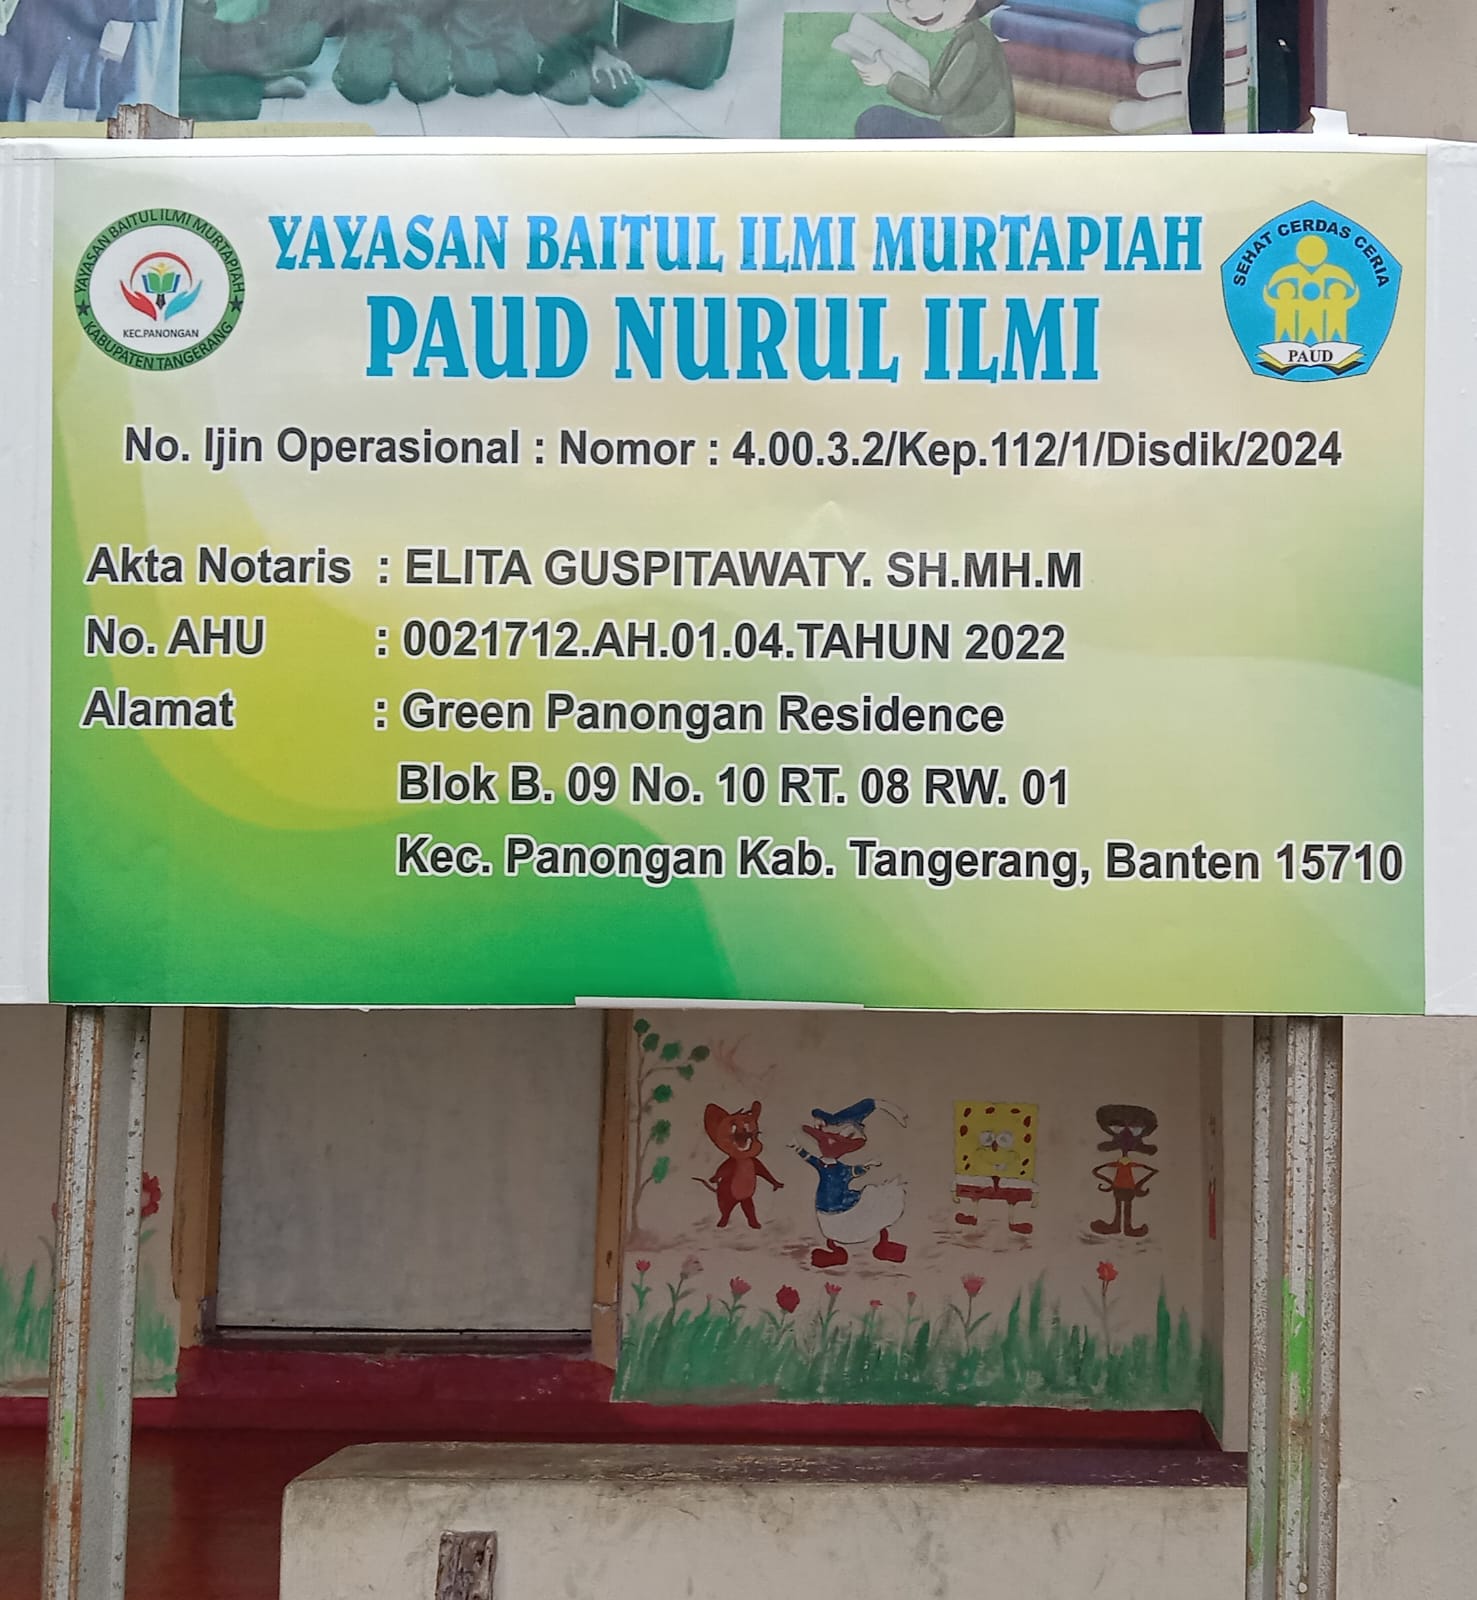 YAYASAN BAITUL ILMI MURTAPIAH
KEC.PANONGAN
KABUPATEN TANGERANG
YAYASAN BAITUL ILMI MURTAPIAH
PAUD NURUL ILMI
SEHAT CERDAS CERIA
PAUD
No. Ijin Operasional : Nomor : 4.00.3.2/Kep.112/1/Disdik/2024
Akta Notaris : ELITA GUSPITAWATY. SH.MH.M
No. AHU : 0021712.AH.01.04.TAHUN 2022
Alamat : Green Panongan Residence
Blok B. 09 No. 10 RT. 08 RW. 01
Kec. Panongan Kab. Tangerang, Banten 15710